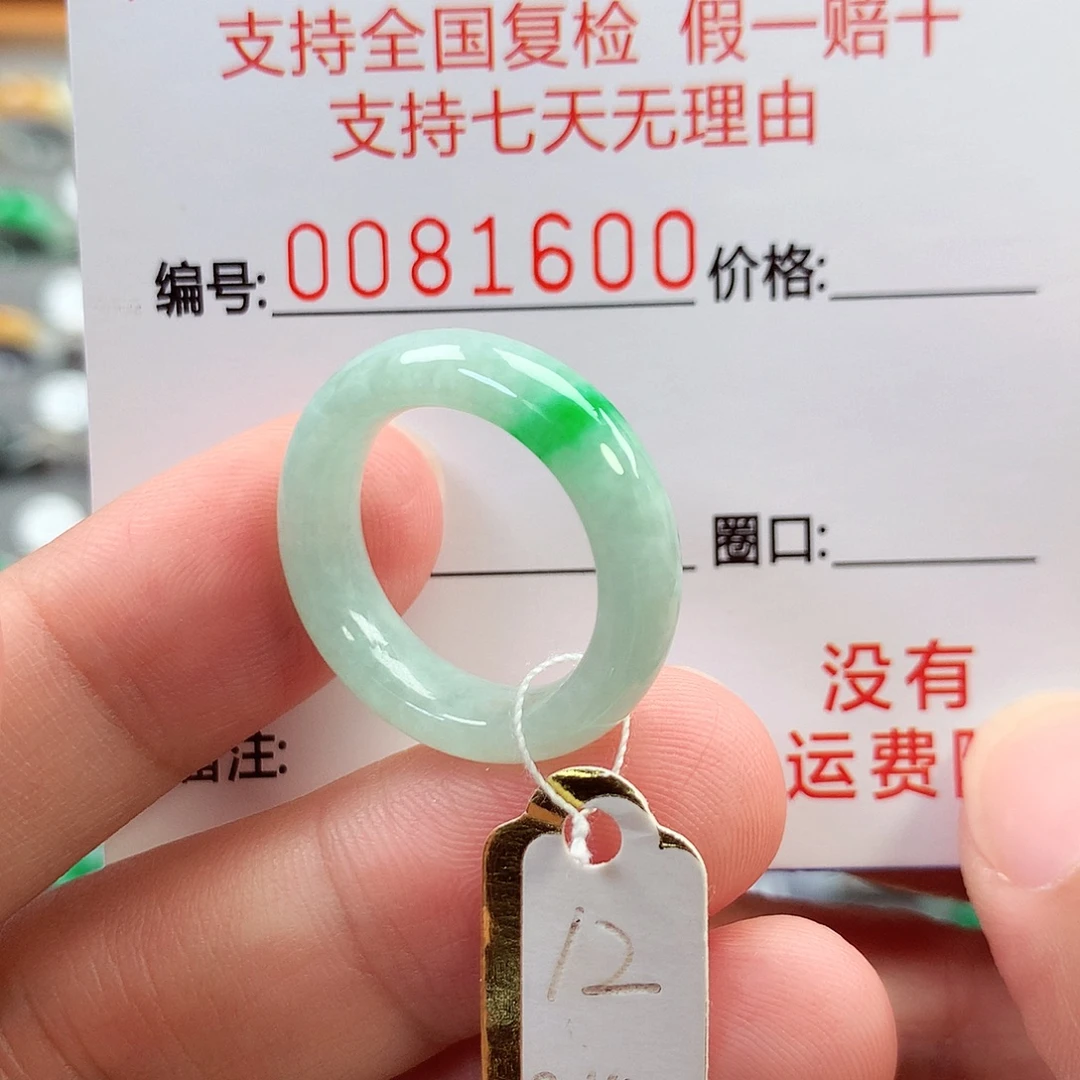 支持全国复检 假一赔十
支持七天无理由
编号: 0081600 价格:
圈口:
没有
备注:
运费
12